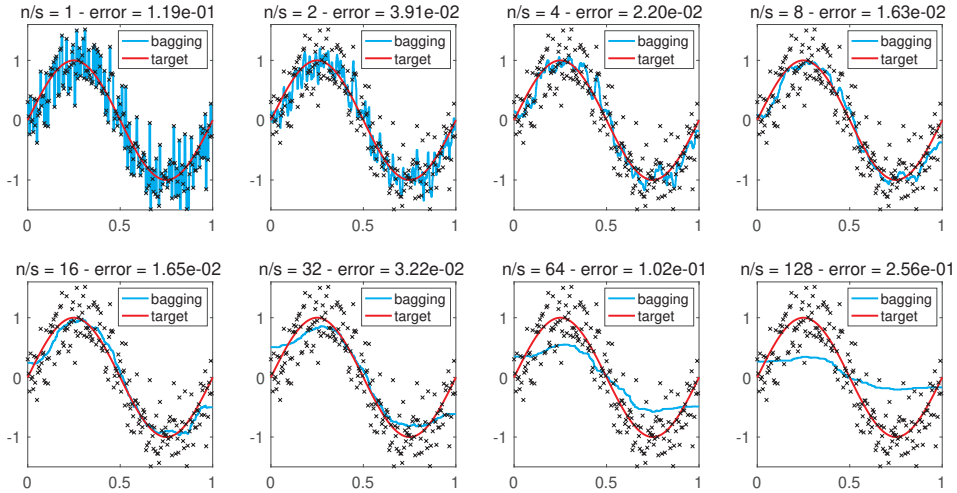 n/s = 1 - error = 1.19e-01
bagging
target
1
0
-1
0
0.5
1
n/s = 2 - error = 3.91e-02
bagging
target
1
0
-1
0
0.5
1
n/s = 4 - error = 2.20e-02
bagging
target
1
0
-1
0
0.5
1
n/s = 8 - error = 1.63e-02
bagging
target
1
0
-1
0
0.5
1
n/s = 16 - error = 1.65e-02
bagging
target
1
0
-1
0
0.5
1
n/s = 32 - error = 3.22e-02
bagging
target
1
0
-1
0
0.5
1
n/s = 64 - error = 1.02e-01
bagging
target
1
0
-1
0
0.5
1
n/s = 128 - error = 2.56e-01
bagging
target
1
0
-1
0
0.5
1